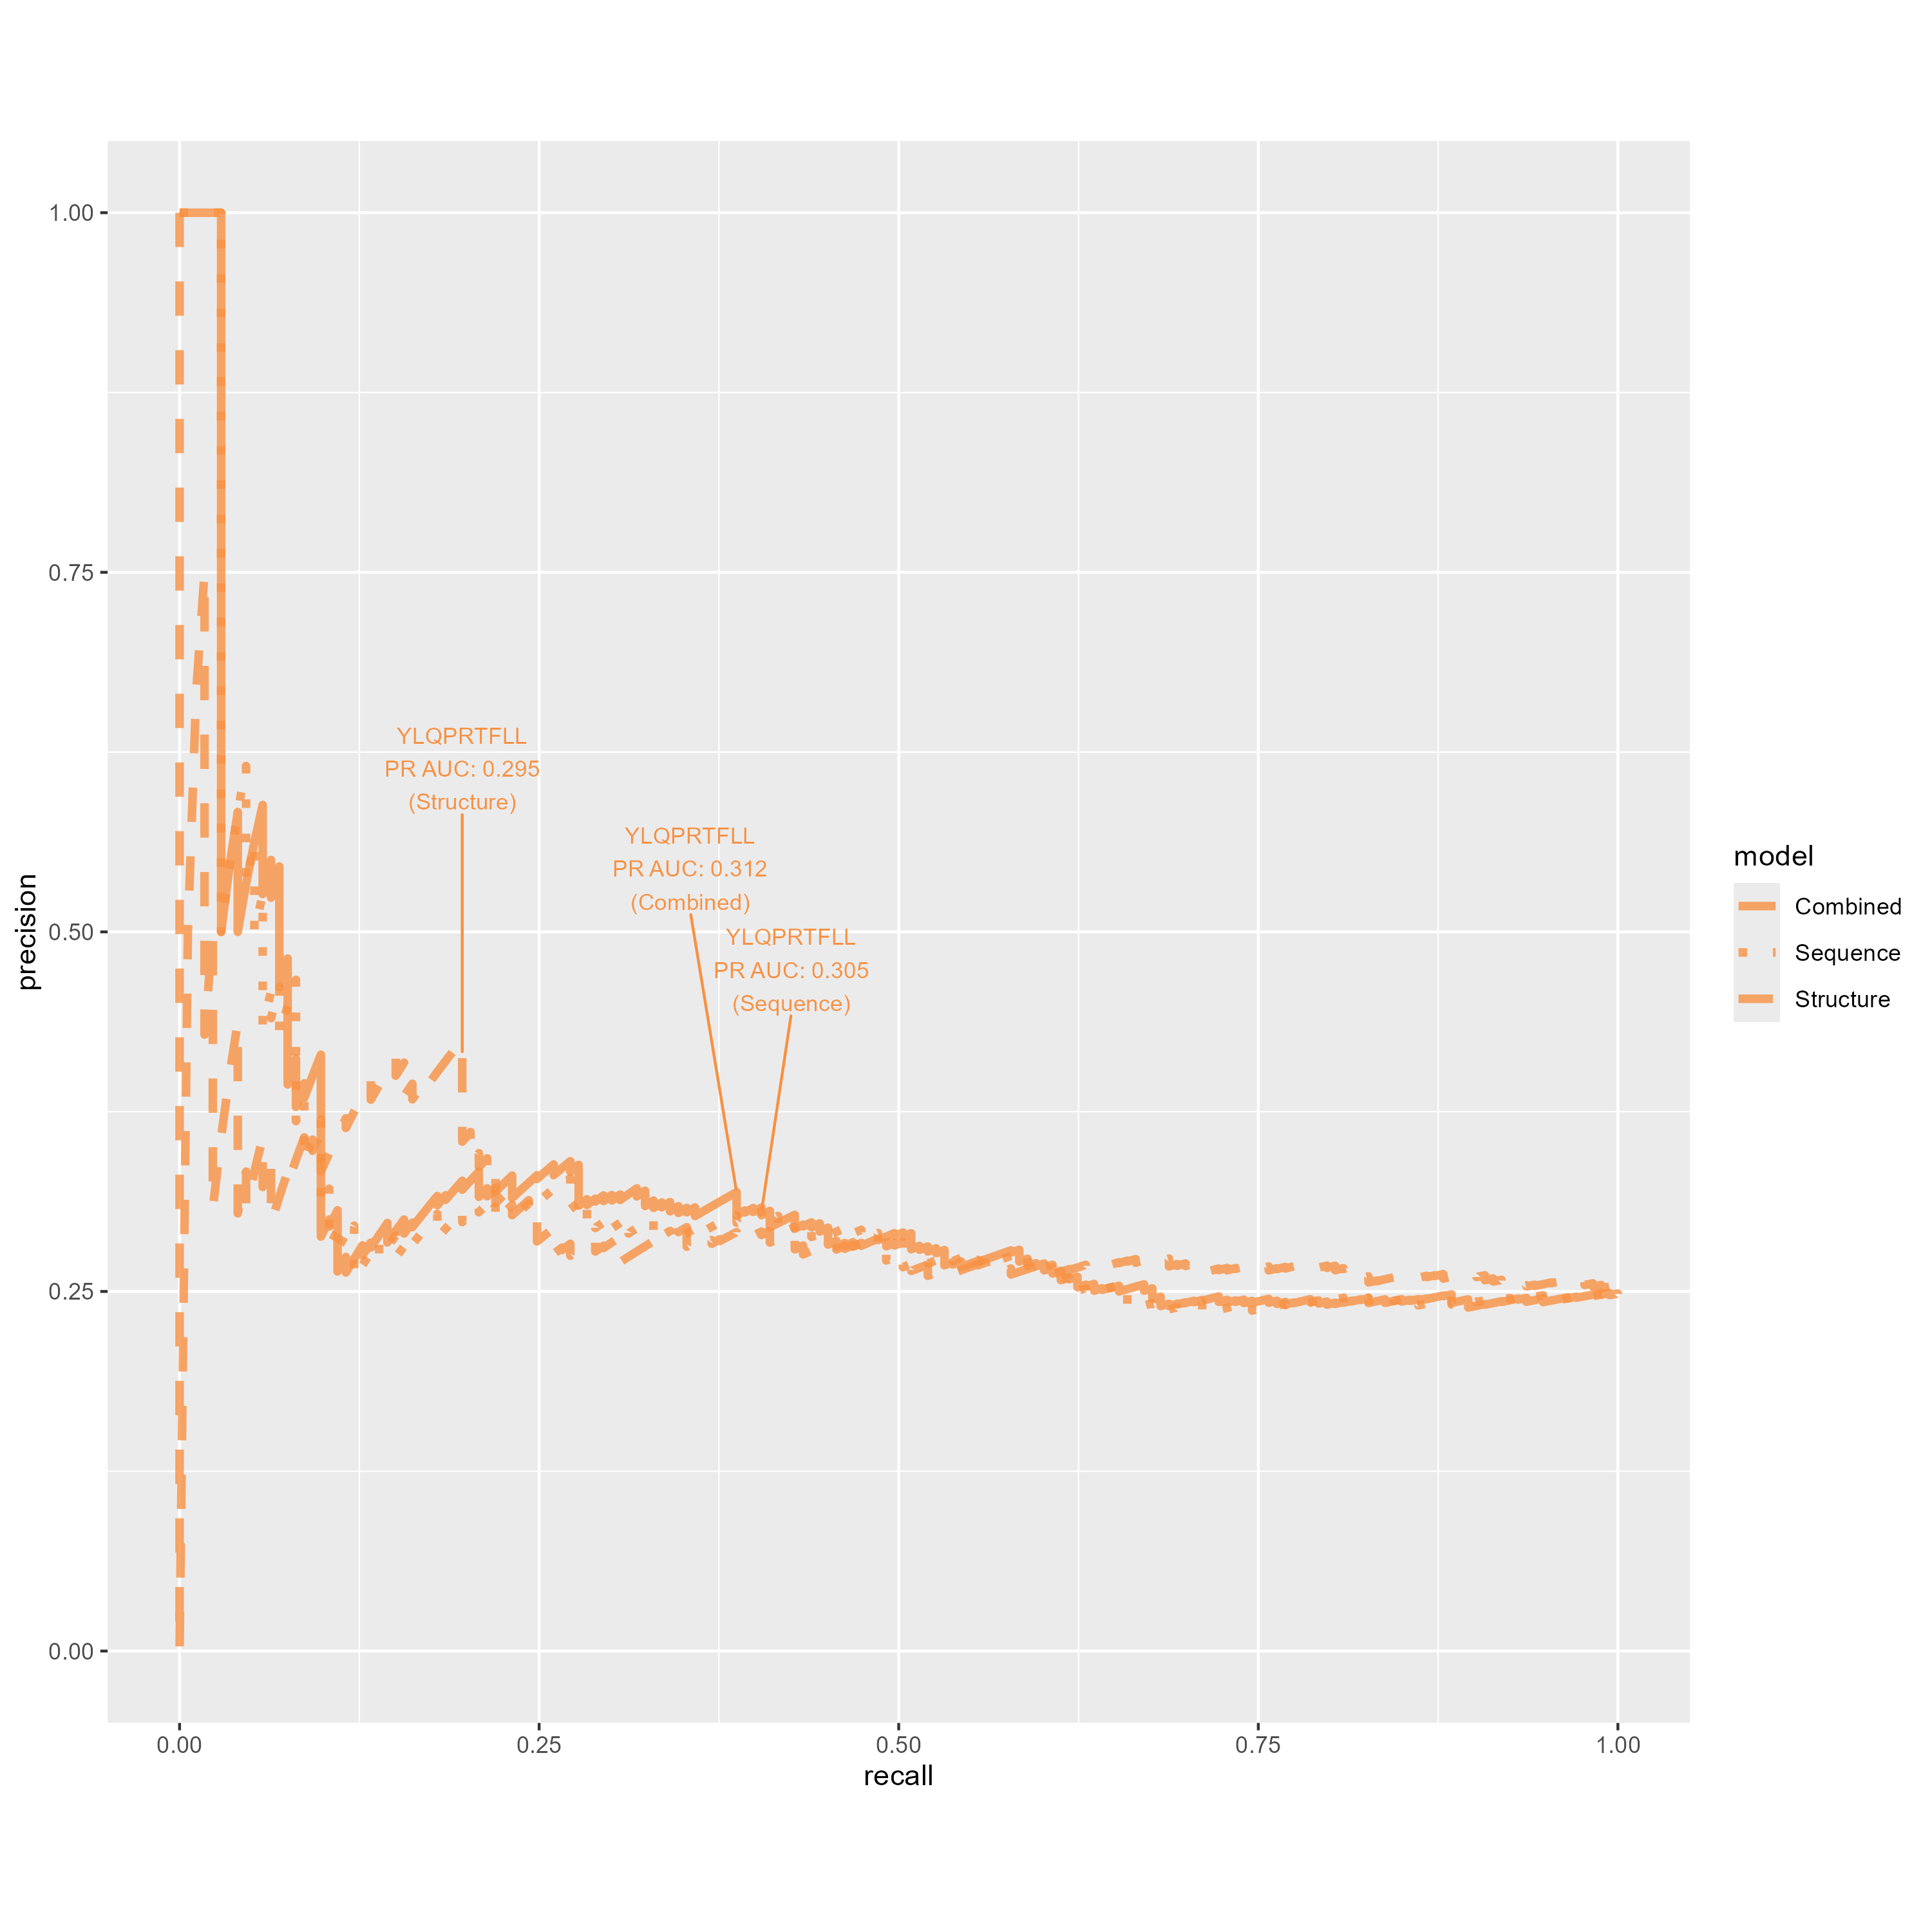 1.00
0.75
0.50
0.25
0.00
precision
YLQPRTFLL
PR AUC: 0.295
(Structure)
YLQPRTFLL
PR AUC: 0.312
(Combined)
YLQPRTFLL
PR AUC: 0.305
(Sequence)
0.00
0.25
0.50
0.75
1.00
recall
model
Combined
Sequence
Structure